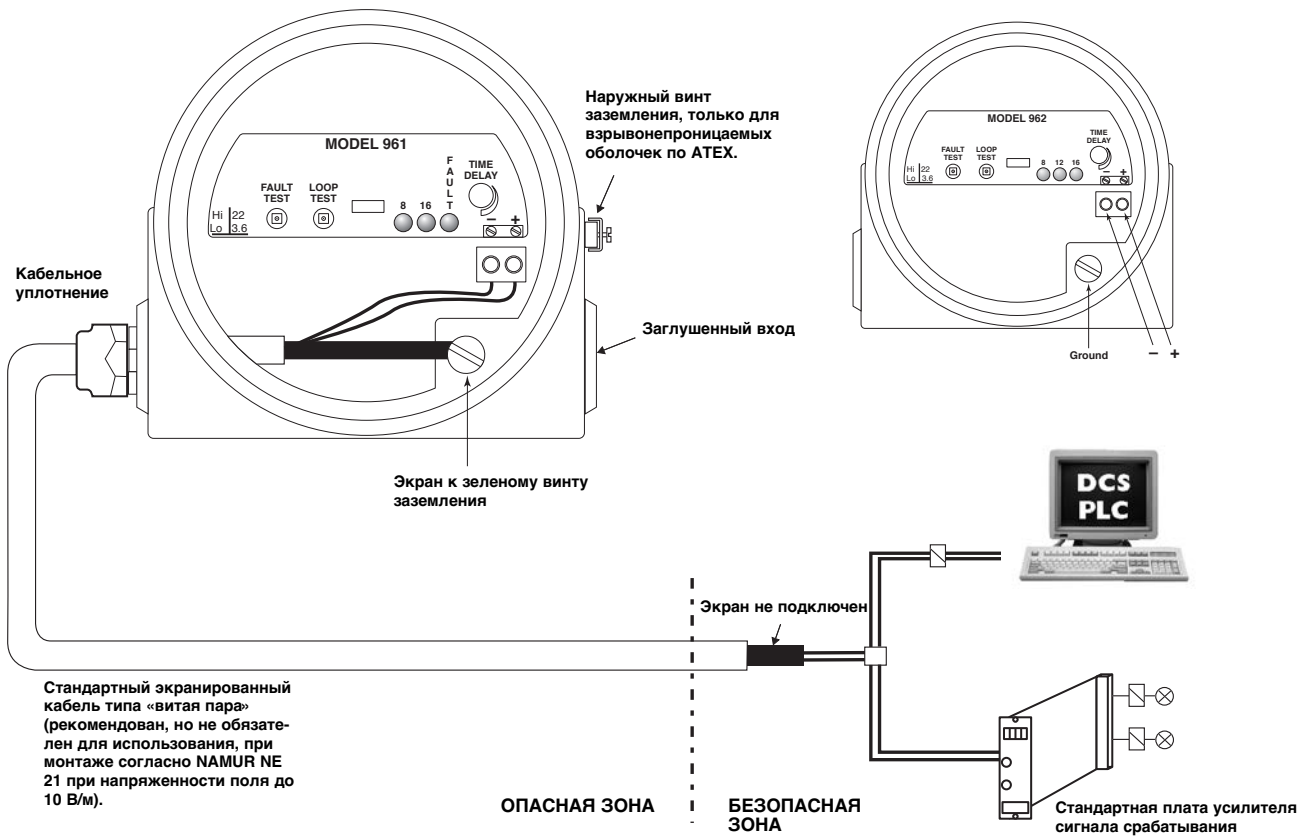 Наружный винт
заземления, только для
взрывонепроницаемых
оболочек по ATEX.
MODEL 961
FAULT
TEST
LOOP
TEST
F
A
U
L
T
TIME
DELAY
Hi 22
Lo 3.6
8 16
− +
Кабельное
уплотнение
Заглушенный вход
Экран к зеленому винту
заземления
MODEL 962
FAULT
TEST
LOOP
TEST
TIME
DELAY
Hi 22
Lo 3.6
8 12 16
− +
Ground
− +
DCS
PLC
Экран не подключен
Стандартный экранированный
кабель типа «витая пара»
(рекомендован, но не обязате-
лен для использования, при
монтаже согласно NAMUR NE
21 при напряженности поля до
10 В/м).
ОПАСНАЯ ЗОНА
БЕЗОПАСНАЯ
ЗОНА
Стандартная плата усилителя
сигнала срабатывания